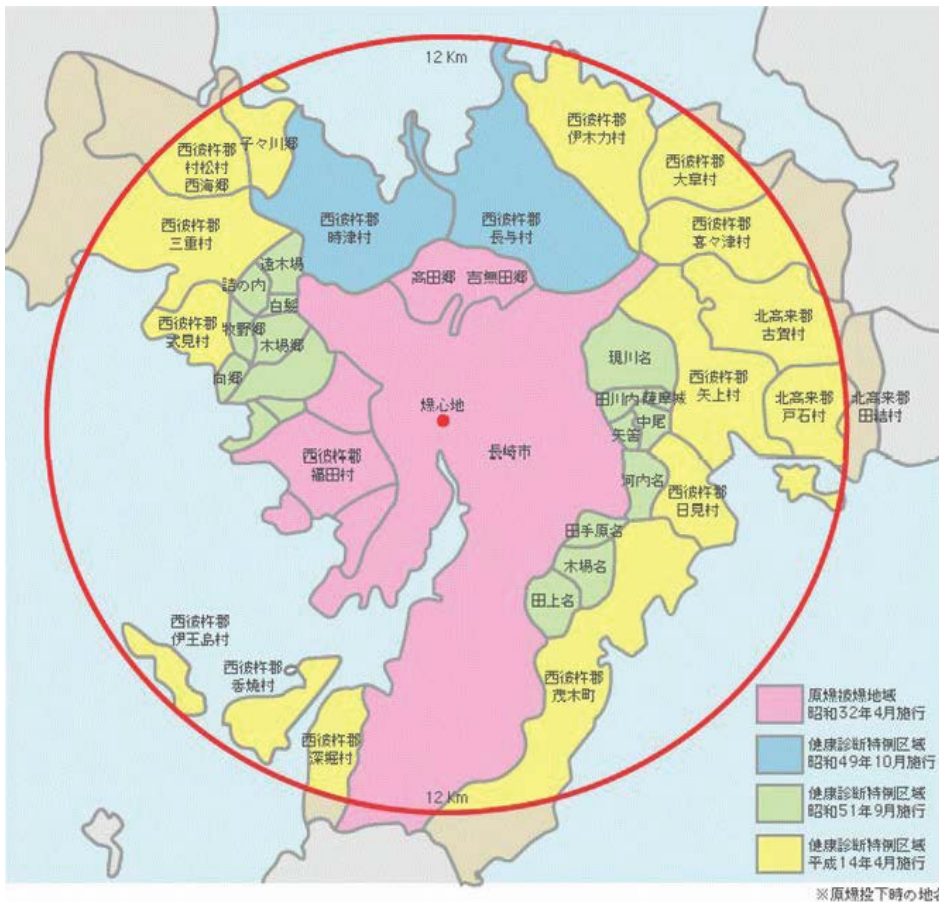 12 Km
子々川郷
西彼杵郡
村松村
西海郷
西彼杵郡
伊木力村
西彼杵郡
大草村
西彼杵郡
三重村
西彼杵郡
時津村
西彼杵郡
長与村
西彼杵郡
喜々津村
遠木場
詰の内
白髭
高田郷
吉無田郷
西彼杵郡
式見村
牧野郷
木場郷
向郷
北高来郡
古賀村
現川名
西彼杵郡
矢上村
北高来郡
戸石村
北高来郡
田結村
爆心地
田川内
薩摩城
中尾
矢筈
長崎市
西彼杵郡
福田村
河内名
西彼杵郡
日見村
田手原名
木場名
田上名
西彼杵郡
伊王島村
西彼杵郡
香焼村
西彼杵郡
茂木町
西彼杵郡
深堀村
12 Km
原爆被爆地域
昭和32年4月施行
健康診断特例区域
昭和49年10月施行
健康診断特例区域
昭和51年9月施行
健康診断特例区域
平成14年4月施行
※原爆投下時の地名